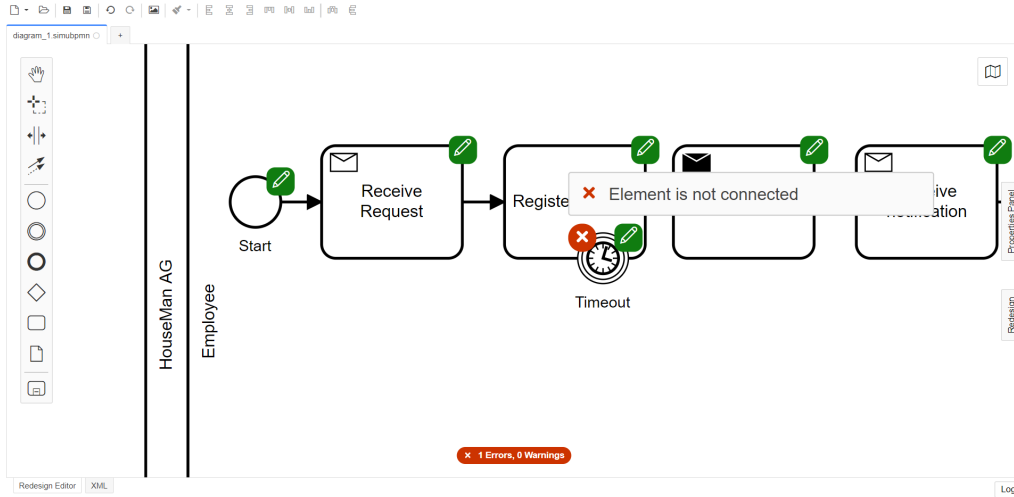 diagram_1.simubpmn
+
Start
Receive
Request
Registe
Element is not connected
ive
Timeout
HouseMan AG
Employee
Properties Panel
Redesign
1 Errors, 0 Warnings
Redesign Editor
XML
Log